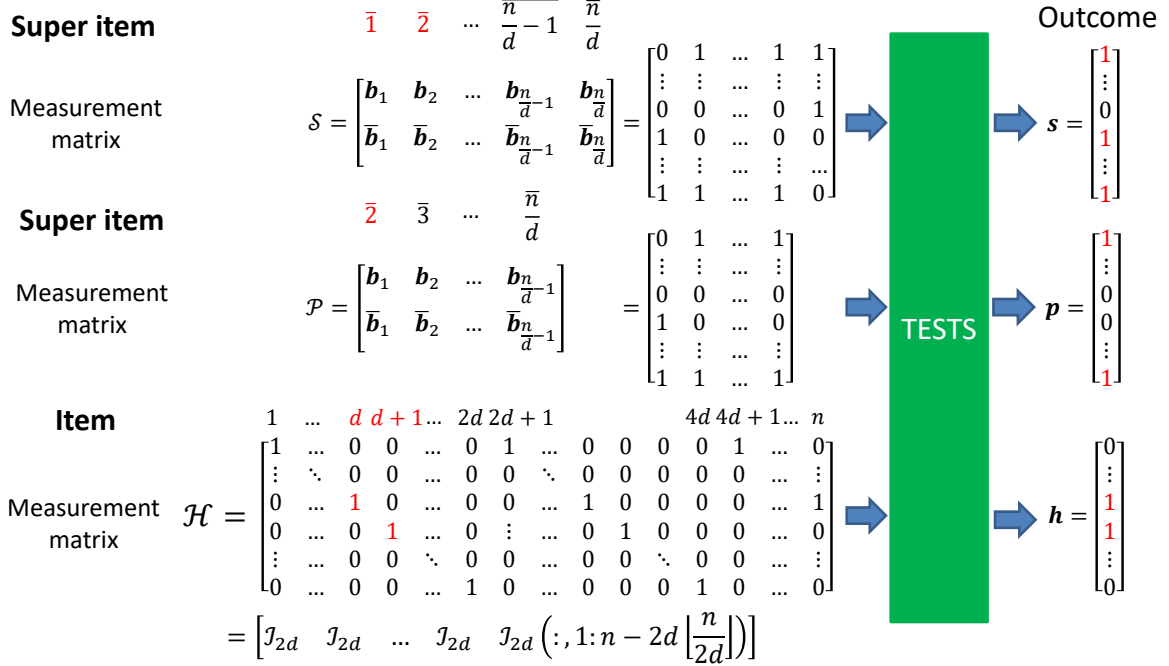 Outcome
Super item 1̅ 2̅ … n̅/d − 1 n̅/d
Measurement matrix
𝒮 = [b₁ b₂ … b_{n/d−1} b_{n/d}; b̅₁ b̅₂ … b̅_{n/d−1} b̅_{n/d}] =
0 1 … 1 1
⋮ ⋮ … ⋮ ⋮
0 0 … 0 1
1 0 … 0 0
⋮ ⋮ … ⋮ …
1 1 … 1 0
s = [1 ⋮ 0 1 ⋮ 1]
Super item 2̅ 3̅ … n̅/d
Measurement matrix
𝒫 = [b₁ b₂ … b_{n/d−1}; b̅₁ b̅₂ … b̅_{n/d−1}] =
0 1 … 1
⋮ ⋮ … ⋮
0 0 … 0
1 0 … 0
⋮ ⋮ … ⋮
1 1 … 1
TESTS
p = [1 ⋮ 0 0 ⋮ 1]
Item 1 … d d + 1 … 2d 2d + 1 4d 4d + 1 … n
Measurement matrix
ℋ =
1 … 0 0 … 0 1 … 0 0 0 0 1 … 0
⋮ ⋱ 0 0 … 0 0 ⋱ 0 0 0 0 0 … ⋮
0 … 1 0 … 0 0 … 1 0 0 0 0 … 1
0 … 0 1 … 0 ⋮ … 0 1 0 0 0 … 0
⋮ … 0 0 ⋱ 0 0 … 0 0 ⋱ 0 0 … ⋮
0 … 0 0 … 1 0 … 0 0 0 1 0 … 0
h = [0 ⋮ 1 1 ⋮ 0]
= [ℐ_{2d} ℐ_{2d} … ℐ_{2d} ℐ_{2d} (:, 1: n − 2d ⌊n/2d⌋)]